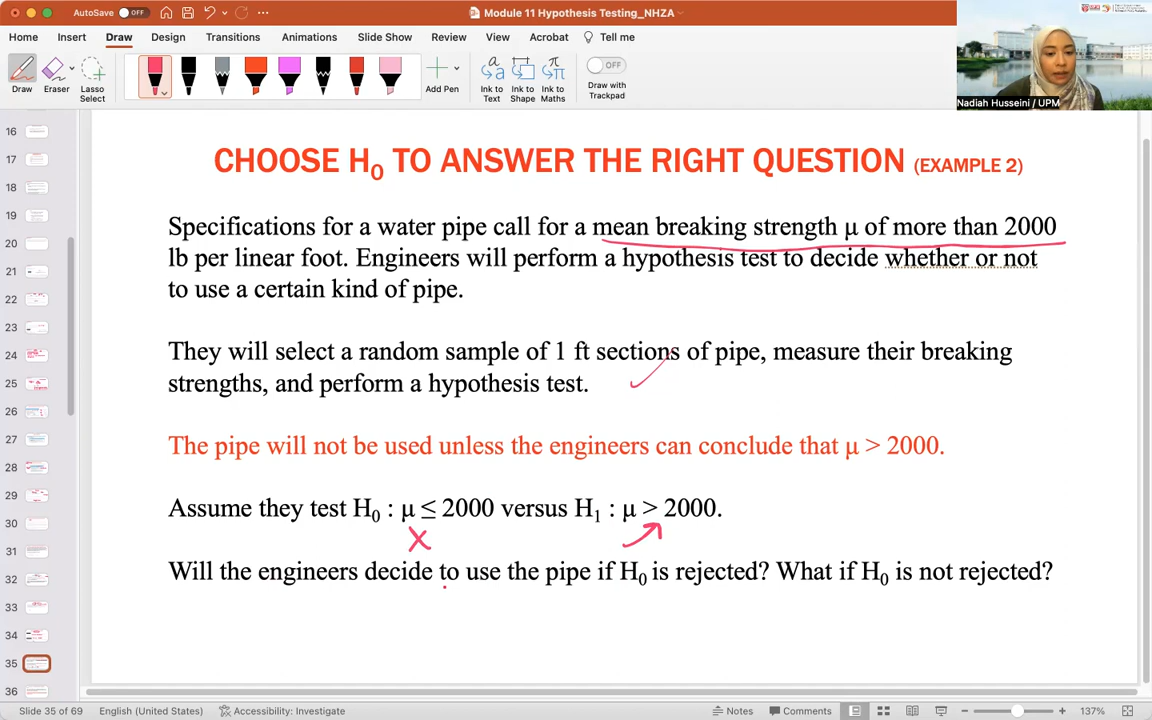 AutoSave OFF
Module 11 Hypothesis Testing_NHZA
Home Insert Draw Design Transitions Animations Slide Show Review View Acrobat Tell me
Draw Eraser Lasso Select Add Pen Ink to Text Ink to Shape Ink to Maths OFF Draw with Trackpad
Nadiah Husseini / UPM
16
17
18
19
20
21
22
23
24
25
26
27
28
29
30
31
32
33
34
35
36
CHOOSE H₀ TO ANSWER THE RIGHT QUESTION (EXAMPLE 2)
Specifications for a water pipe call for a mean breaking strength μ of more than 2000
lb per linear foot. Engineers will perform a hypothesis test to decide whether or not
to use a certain kind of pipe.
They will select a random sample of 1 ft sections of pipe, measure their breaking
strengths, and perform a hypothesis test.
The pipe will not be used unless the engineers can conclude that μ > 2000.
Assume they test H₀ : μ ≤ 2000 versus H₁ : μ > 2000.
Will the engineers decide to use the pipe if H₀ is rejected? What if H₀ is not rejected?
Slide 35 of 69 English (United States) Accessibility: Investigate Notes Comments 137%